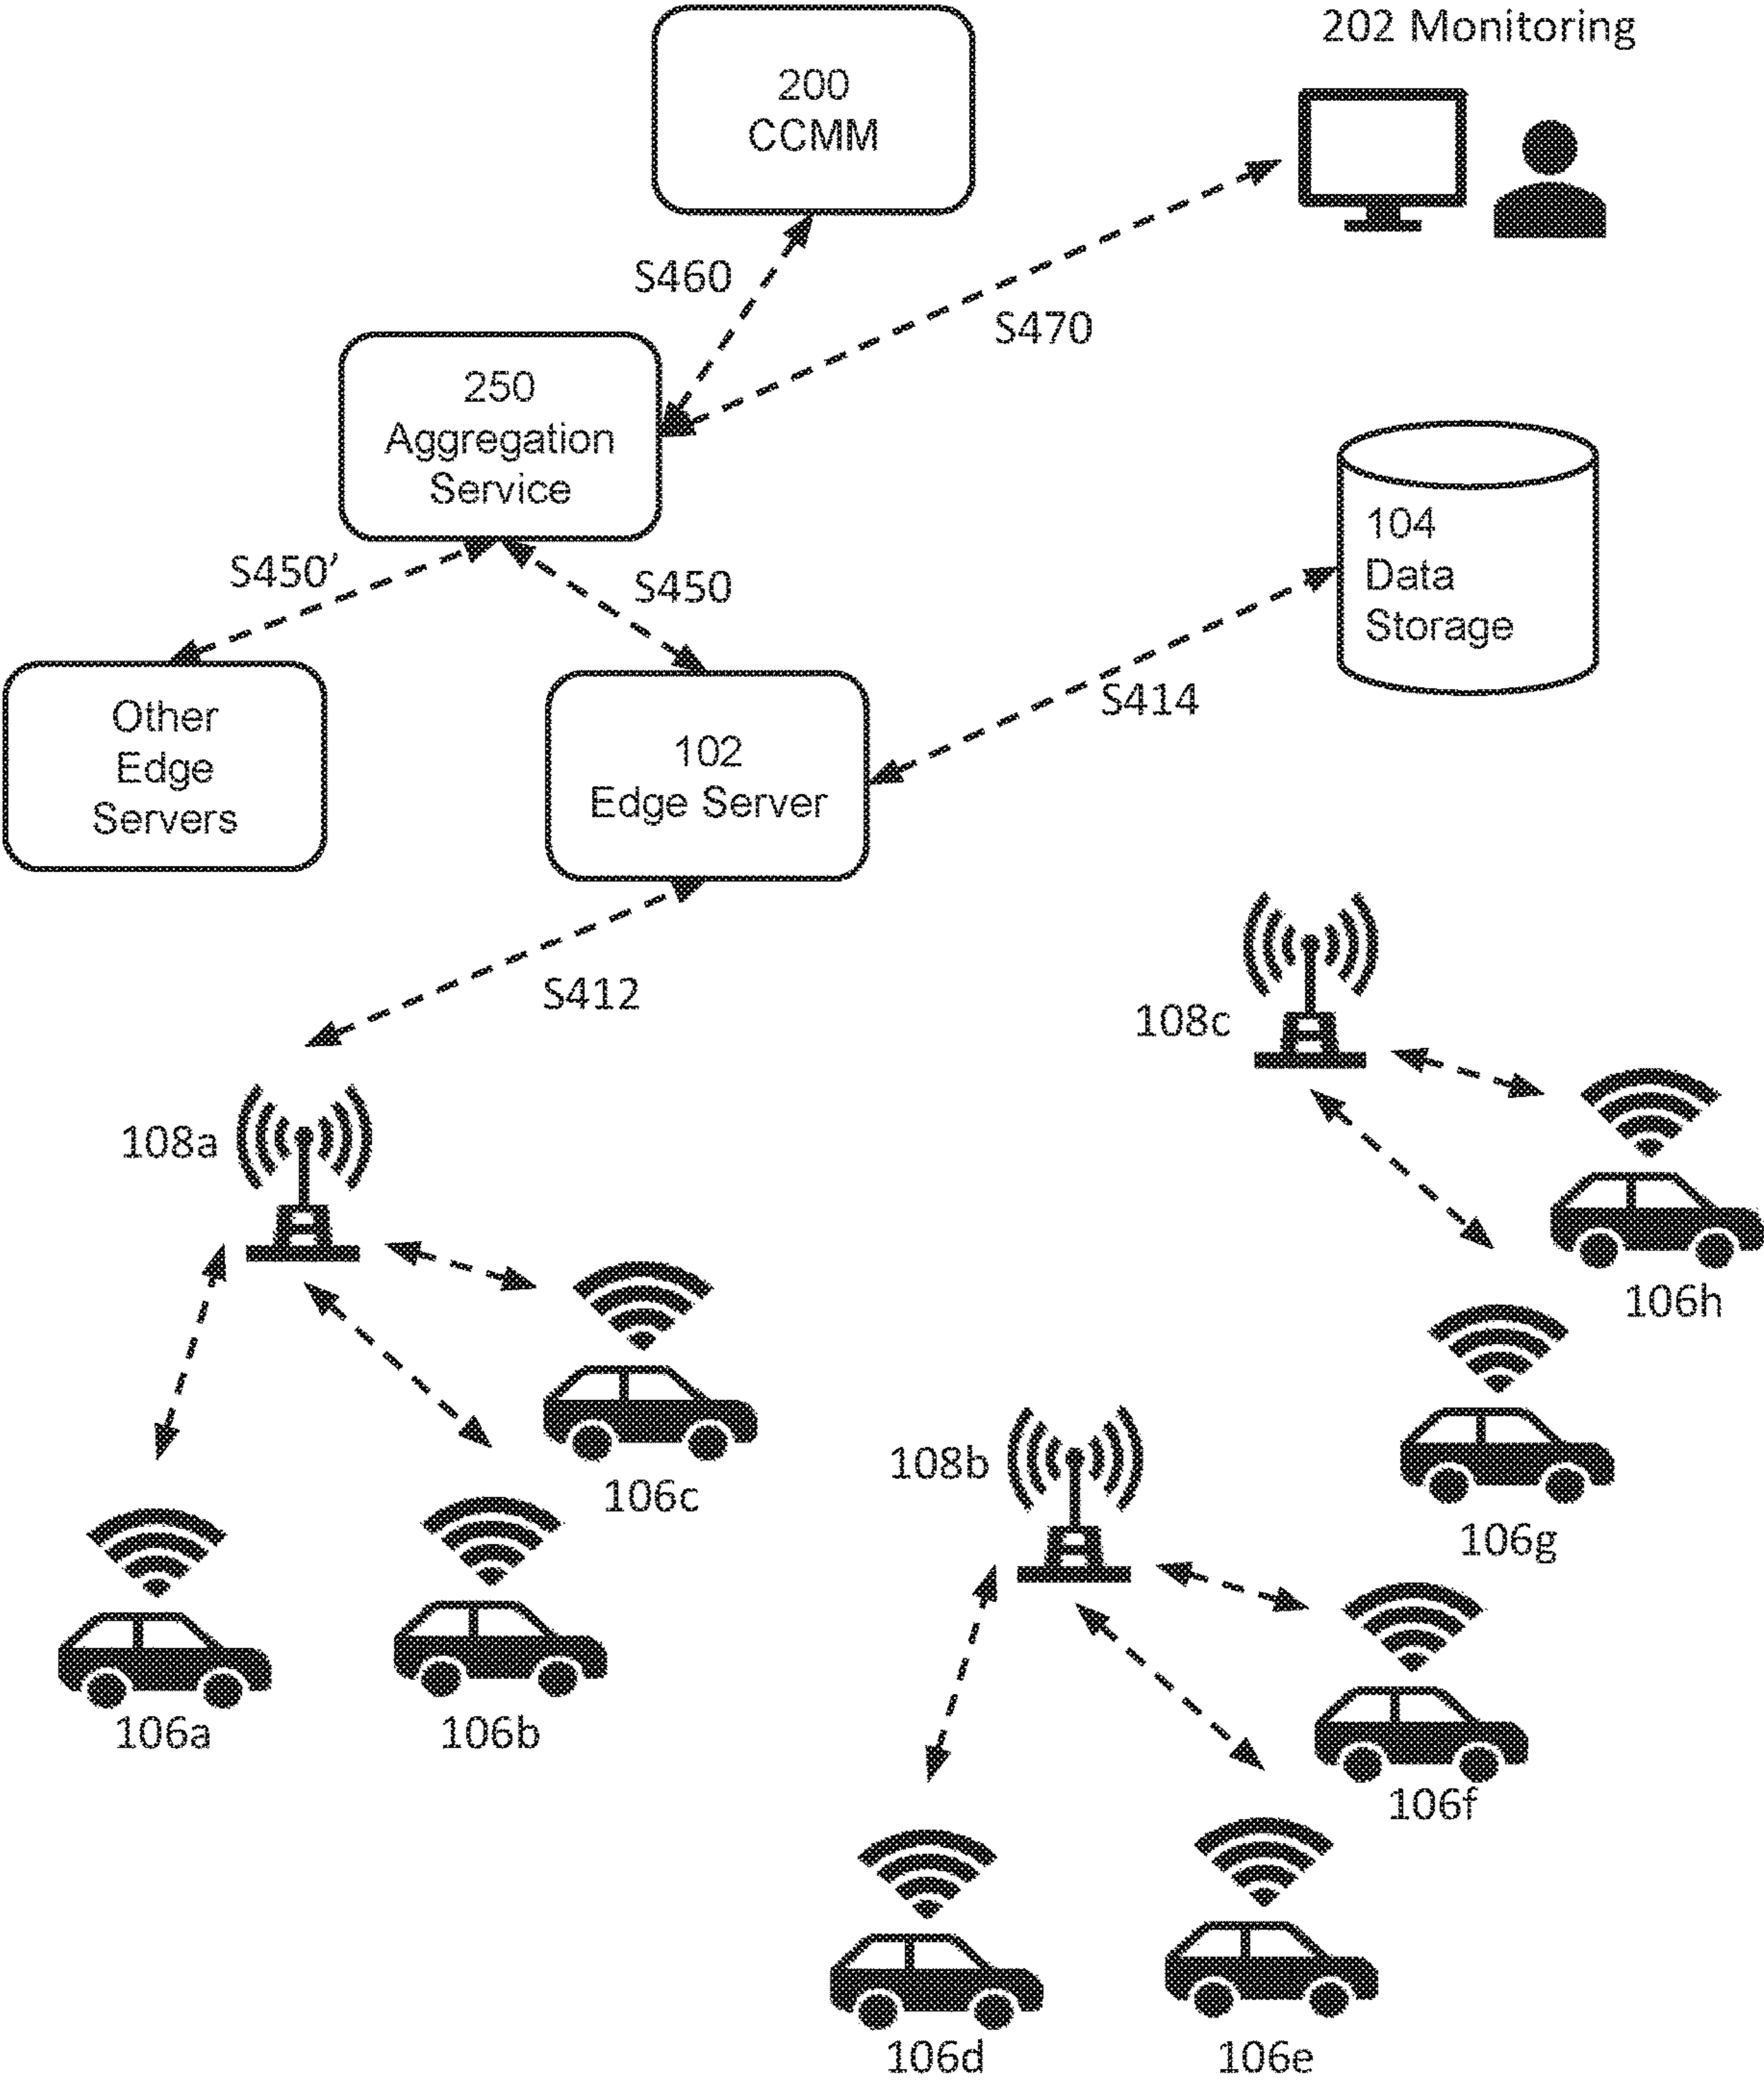 202 Monitoring
200
CCMM
S460
S470
250
Aggregation
Service
104
Data
Storage
S450’
S450
S414
Other
Edge
Servers
102
Edge Server
S412
108c
108a
106h
108b
106c
106g
106a
106b
106f
106d
106e